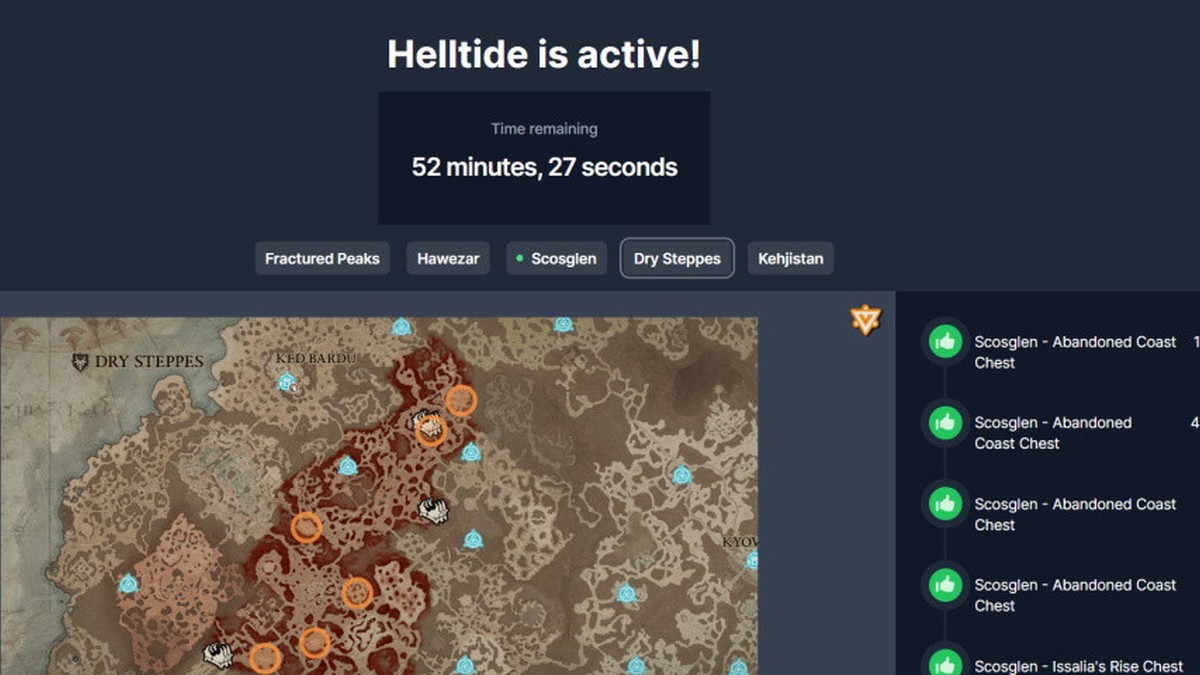 Helltide is active!
Time remaining
52 minutes, 27 seconds
Fractured Peaks
Hawezar
Scosglen
Dry Steppes
Kehjistan
DRY STEPPES
KED BARDU
Scosglen - Abandoned Coast
Chest
Scosglen - Abandoned
Coast Chest
Scosglen - Abandoned Coast
Chest
Scosglen - Abandoned Coast
Chest
Scosglen - Issalia's Rise Chest